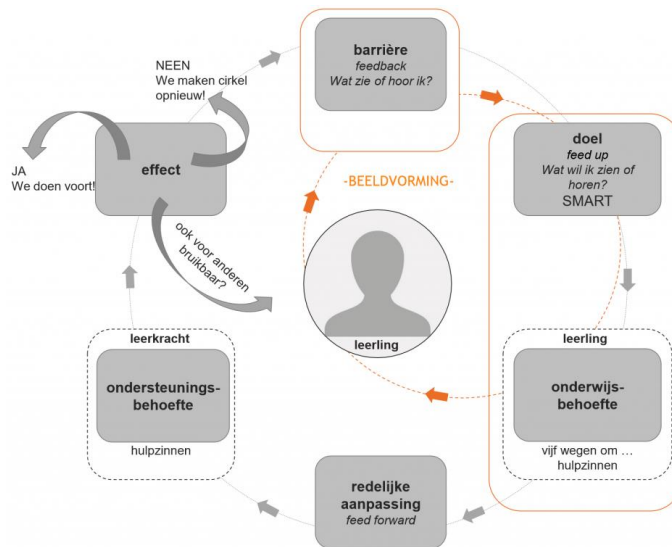 barrière
feedback
Wat zie of hoor ik?
NEEN
We maken cirkel
opnieuw!
JA
We doen voort!
effect
ook voor anderen
bruikbaar?
-BEELDVORMING-
leerling
doel
feed up
Wat wil ik zien of
horen?
SMART
leerling
onderwijs-
behoefte
vijf wegen om ...
hulpzinnen
redelijke
aanpassing
feed forward
leerkracht
ondersteunings-
behoefte
hulpzinnen